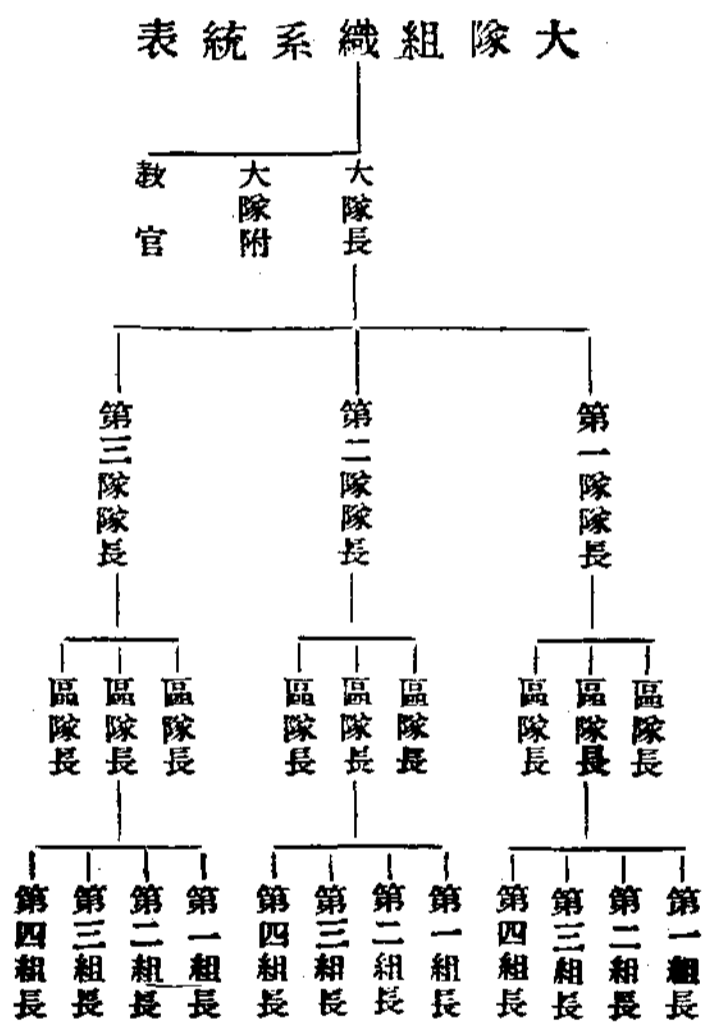 大隊組織系統表
大隊長
大隊附
教官
第一隊隊長
第二隊隊長
第三隊隊長
區隊長
區隊長
區隊長
區隊長
區隊長
區隊長
區隊長
區隊長
區隊長
第一組長
第二組長
第三組長
第四組長
第一組長
第二組長
第三組長
第四組長
第一組長
第二組長
第三組長
第四組長